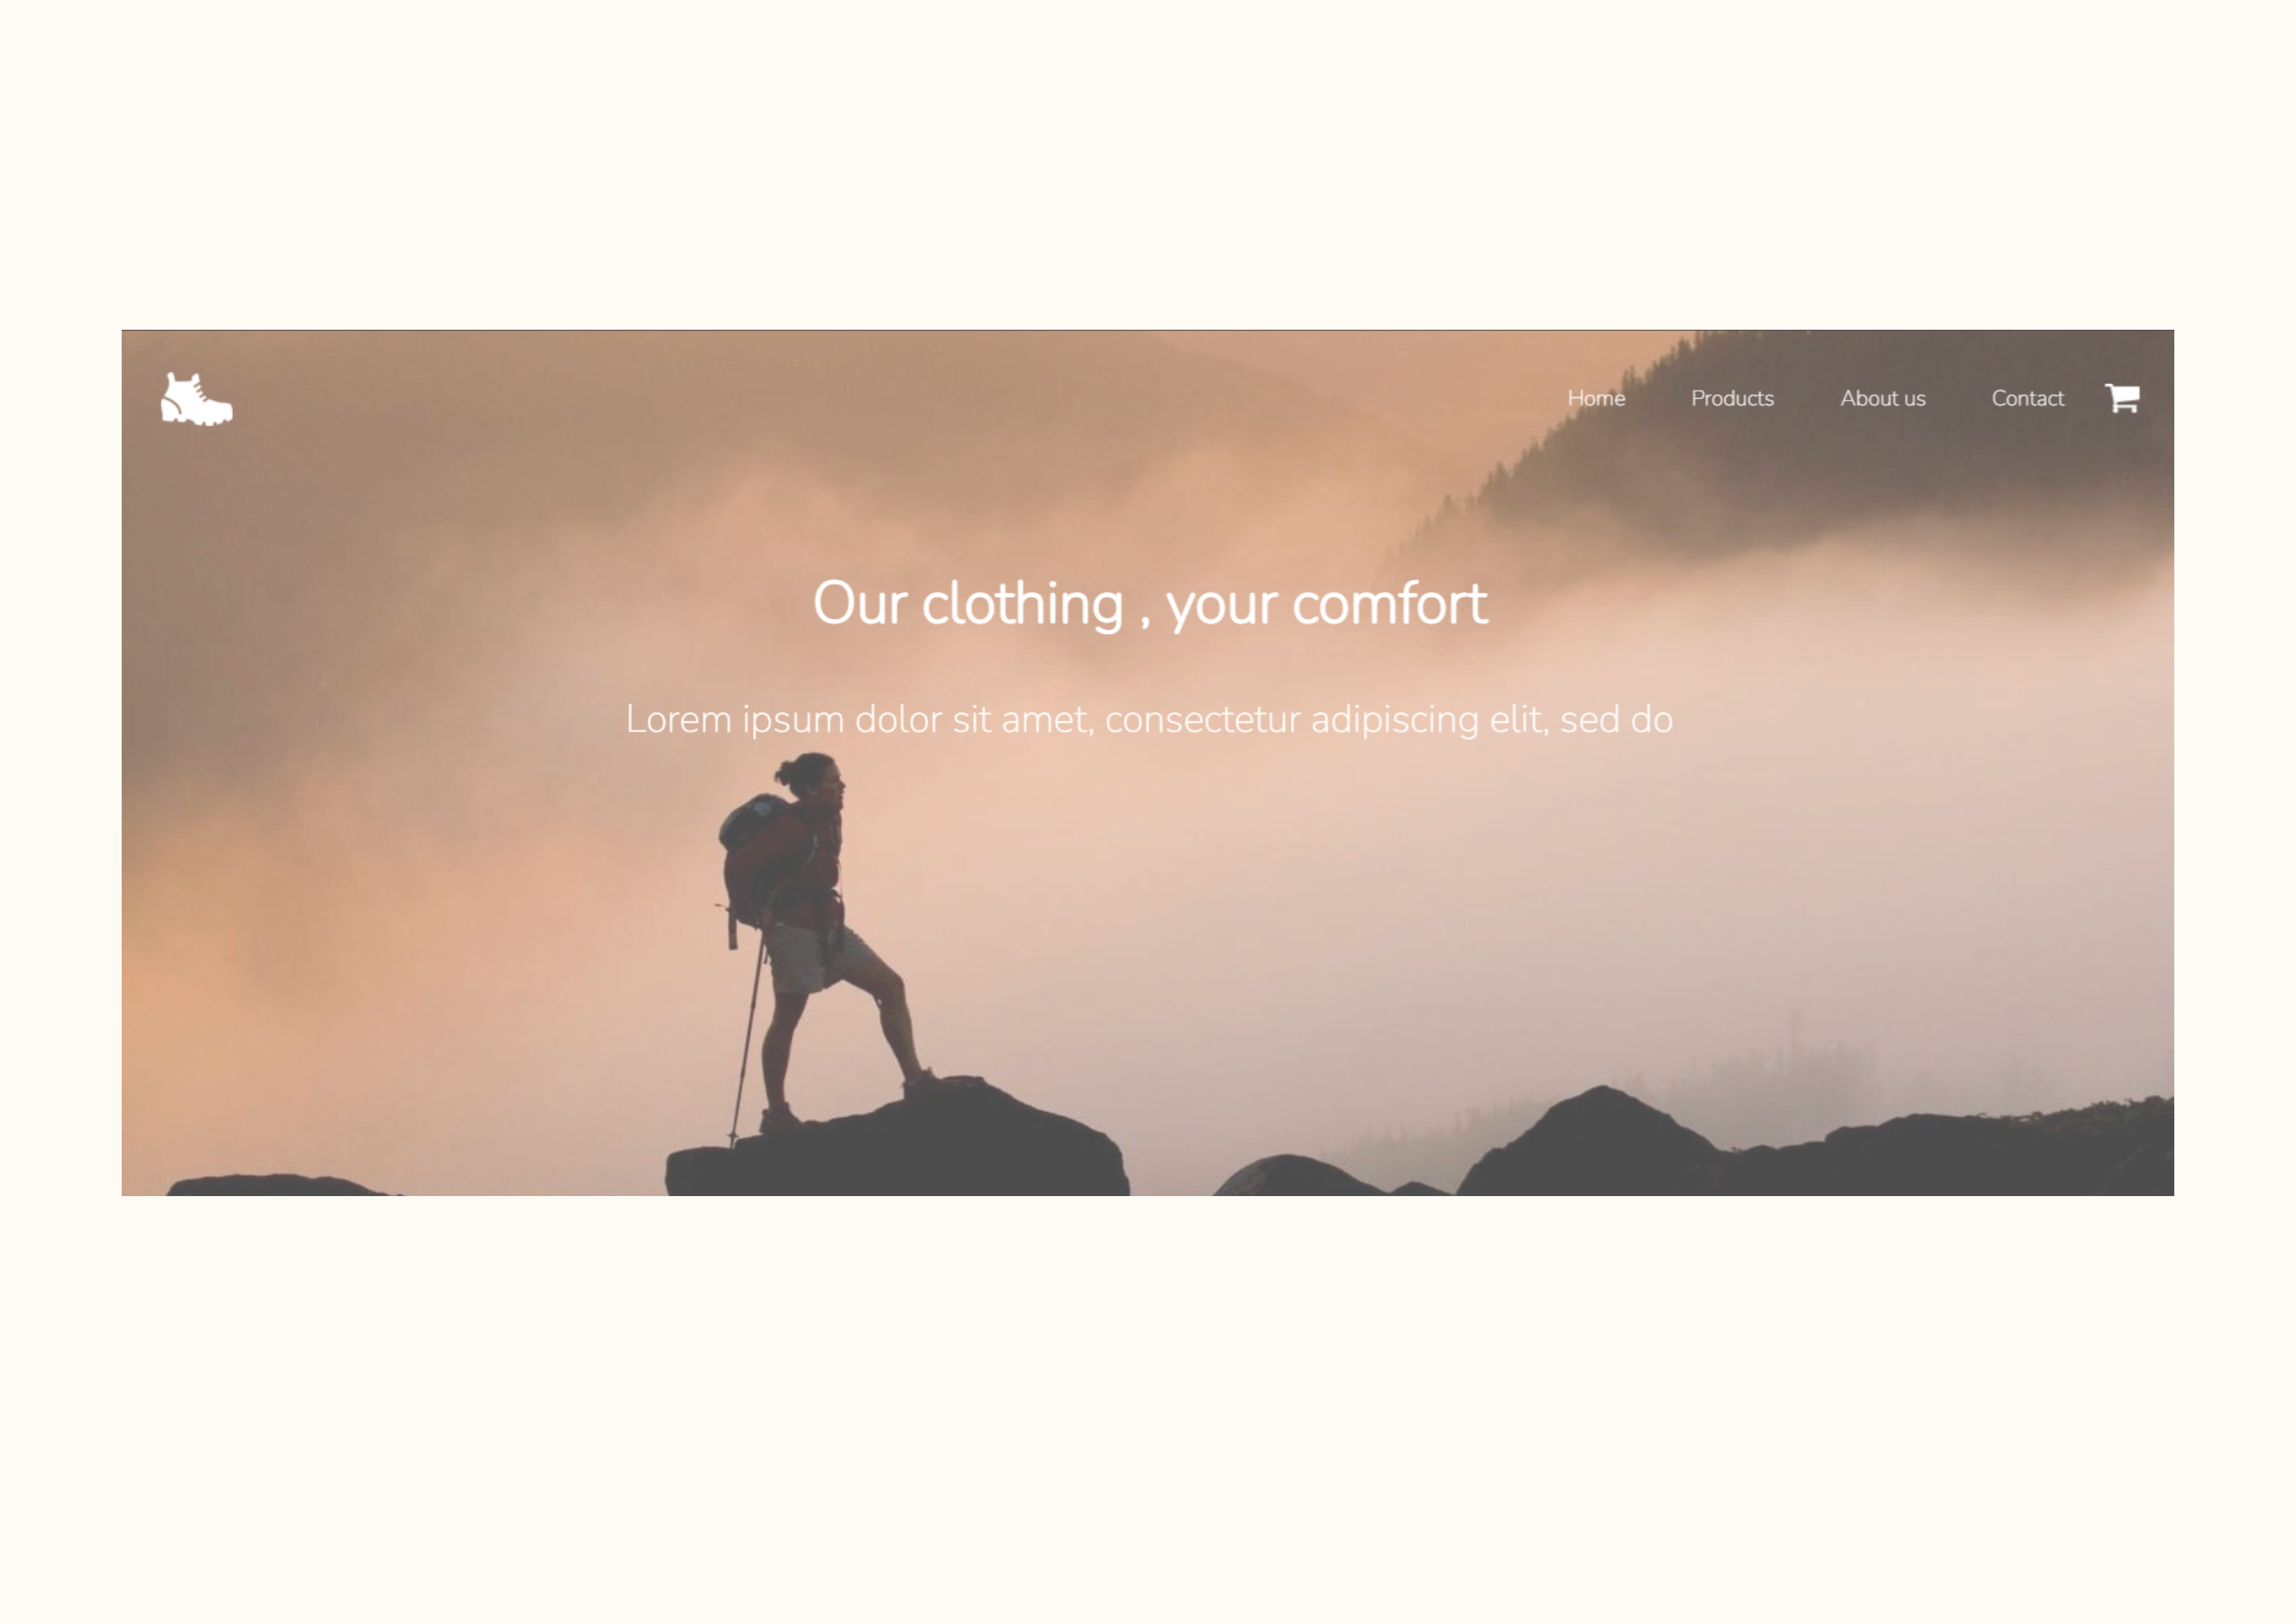 Home Products About us Contact
Our clothing , your comfort
Lorem ipsum dolor sit amet, consectetur adipiscing elit, sed do